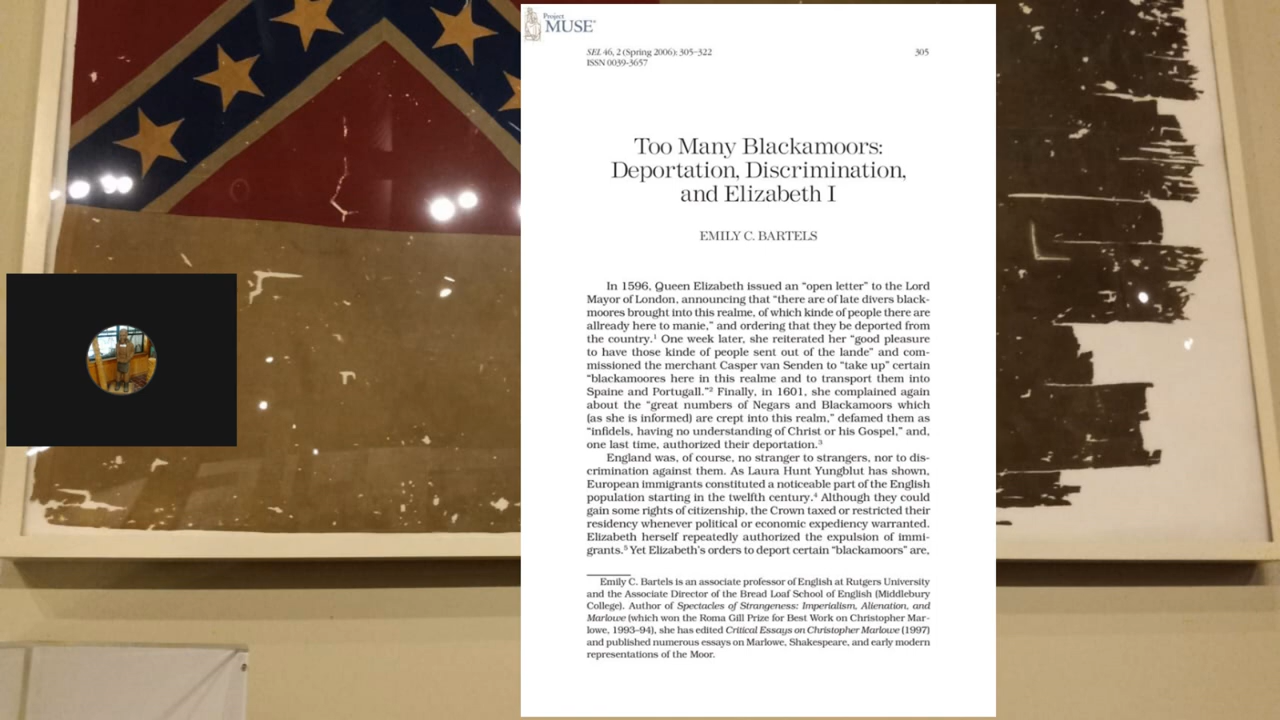 Project
MUSE®
SEL 46, 2 (Spring 2006): 305–322
305
ISSN 0039-3657
Too Many Blackamoors:
Deportation, Discrimination,
and Elizabeth I
EMILY C. BARTELS
In 1596, Queen Elizabeth issued an “open letter” to the Lord
Mayor of London, announcing that “there are of late divers black-
moores brought into this realme, of which kinde of people there are
allready here to manie,” and ordering that they be deported from
the country.1 One week later, she reiterated her “good pleasure
to have those kinde of people sent out of the lande” and com-
missioned the merchant Casper van Senden to “take up” certain
“blackamoores here in this realme and to transport them into
Spaine and Portugall.”2 Finally, in 1601, she complained again
about the “great numbers of Negars and Blackamoors which
(as she is informed) are crept into this realm,” defamed them as
“infidels, having no understanding of Christ or his Gospel,” and,
one last time, authorized their deportation.3
England was, of course, no stranger to strangers, nor to dis-
crimination against them. As Laura Hunt Yungblut has shown,
European immigrants constituted a noticeable part of the English
population starting in the twelfth century.4 Although they could
gain some rights of citizenship, the Crown taxed or restricted their
residency whenever political or economic expediency warranted.
Elizabeth herself repeatedly authorized the expulsion of immi-
grants.5 Yet Elizabeth’s orders to deport certain “blackamoors” are,
Emily C. Bartels is an associate professor of English at Rutgers University
and the Associate Director of the Bread Loaf School of English (Middlebury
College). Author of Spectacles of Strangeness: Imperialism, Alienation, and
Marlowe (which won the Roma Gill Prize for Best Work on Christopher Mar-
lowe, 1993–94), she has edited Critical Essays on Christopher Marlowe (1997)
and published numerous essays on Marlowe, Shakespeare, and early modern
representations of the Moor.